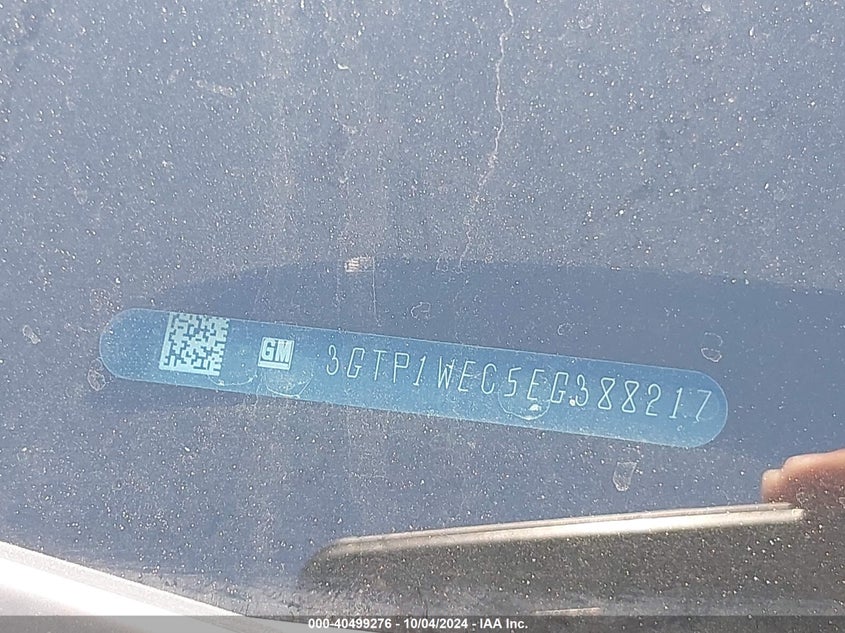 GM 3GTP1WEC5EG388217
000-40499276 - 10/04/2024 - IAA Inc.